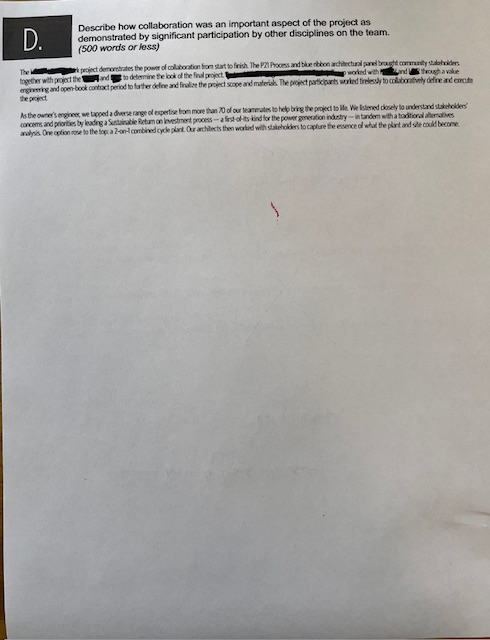 D.
Describe how collaboration was an important aspect of the project as
demonstrated by significant participation by other disciplines on the team.
(500 words or less)
The project demonstrates the power of collaboration from start to finish. The P21 Process and blue ribbon architectural panel brought community stakeholders
together with project the and to determine the look of the final project. worked with and through a value
engineering and open-book contract period to further define and finalize the project scope and materials. The project participants worked tirelessly to collaboratively define and execute
the project.
As the owner's engineer, we tapped a diverse range of expertise from more than 70 of our teammates to help bring the project to life. We listened closely to understand stakeholders'
concerns and priorities by leading a Sustainable Return on Investment process — a first-of-its-kind for the power generation industry — in tandem with a traditional alternatives
analysis. One option rose to the top: a 2-on-1 combined cycle plant. Our architects then worked with stakeholders to capture the essence of what the plant and site could become.